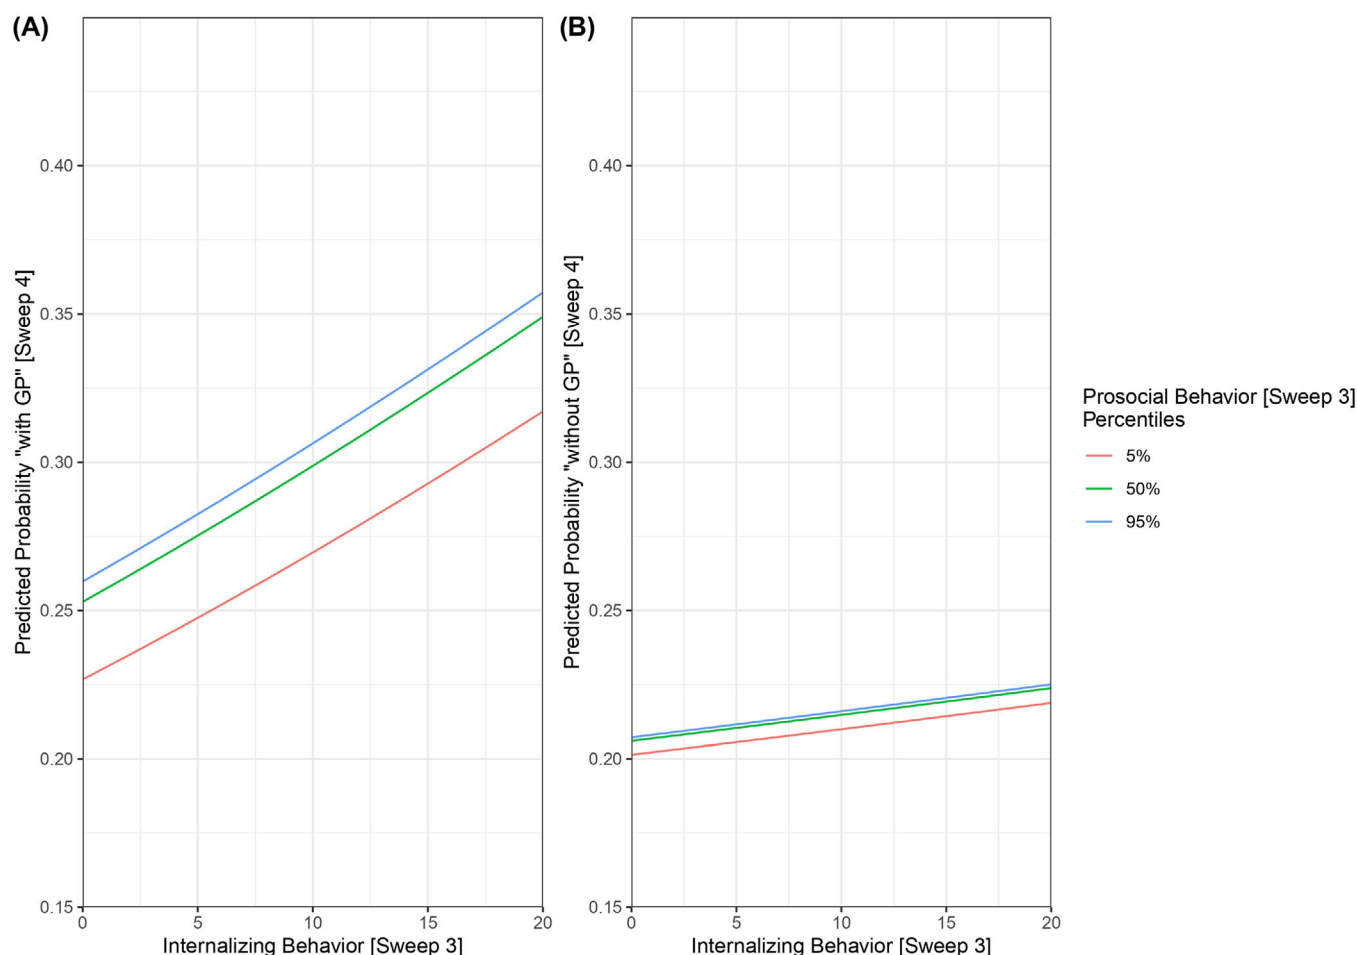 (A)
Predicted Probability "with GP" [Sweep 4]
0.40
0.35
0.30
0.25
0.20
0.15
0 5 10 15 20
Internalizing Behavior [Sweep 3]
(B)
Predicted Probability "without GP" [Sweep 4]
0.40
0.35
0.30
0.25
0.20
0.15
0 5 10 15 20
Internalizing Behavior [Sweep 3]
Prosocial Behavior [Sweep 3]
Percentiles
5%
50%
95%